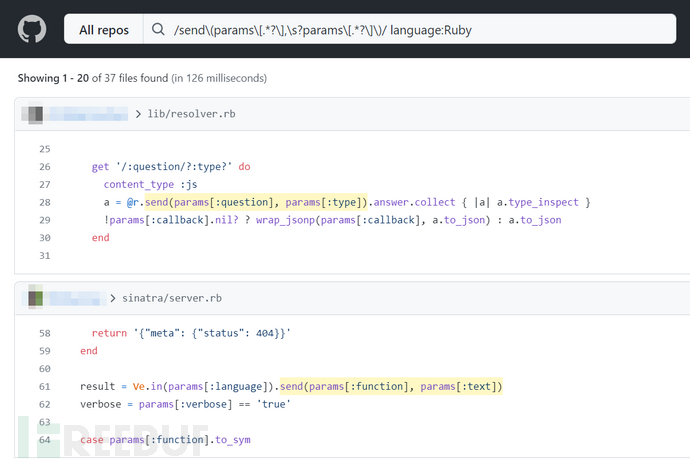 All repos
/send\(params\[.*?\],\s?params\[.*?\]\)/ language:Ruby
Showing 1 - 20 of 37 files found (in 126 milliseconds)
> lib/resolver.rb
25
26 get '/:question/?:type?' do
27 content_type :js
28 a = @r.send(params[:question], params[:type]).answer.collect { |a| a.type_inspect }
29 !params[:callback].nil? ? wrap_jsonp(params[:callback], a.to_json) : a.to_json
30 end
31
> sinatra/server.rb
58 return '{"meta": {"status": 404}}'
59 end
60
61 result = Ve.in(params[:language]).send(params[:function], params[:text])
62 verbose = params[:verbose] == 'true'
63
64 case params[:function].to_sym
FREEBUF